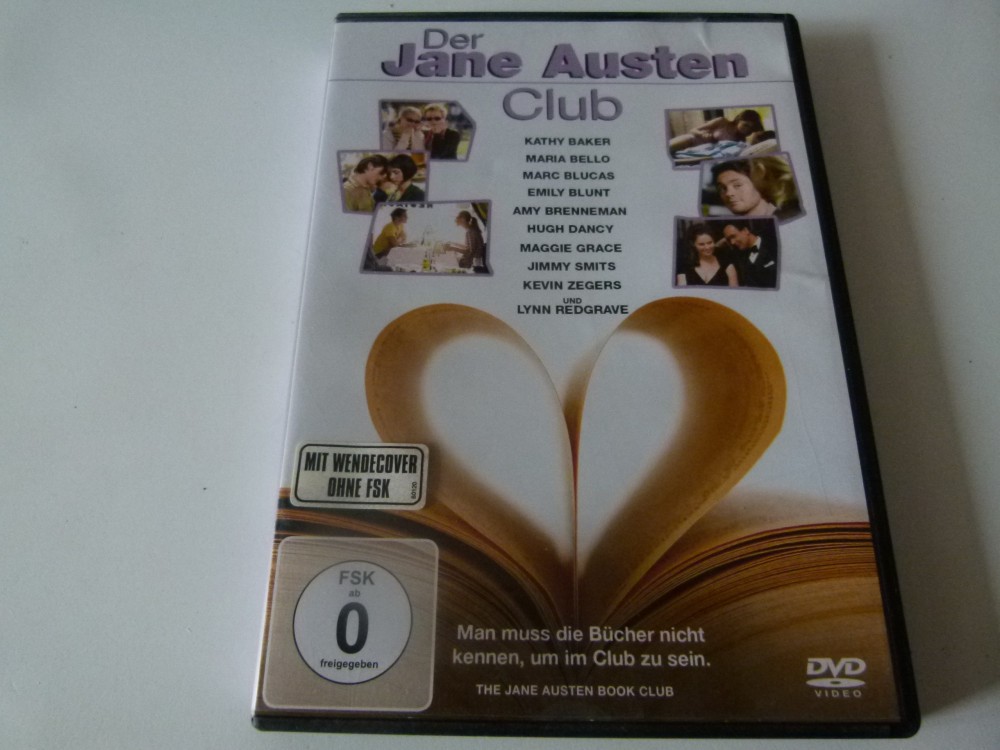 Der
Jane Austen
Club
KATHY BAKER
MARIA BELLO
MARC BLUCAS
EMILY BLUNT
AMY BRENNEMAN
HUGH DANCY
MAGGIE GRACE
JIMMY SMITS
KEVIN ZEGERS
UND
LYNN REDGRAVE
MIT WENDECOVER
OHNE FSK
FSK
ab
0
freigegeben
Man muss die Bücher nicht
kennen, um im Club zu sein.
THE JANE AUSTEN BOOK CLUB
DVD
VIDEO